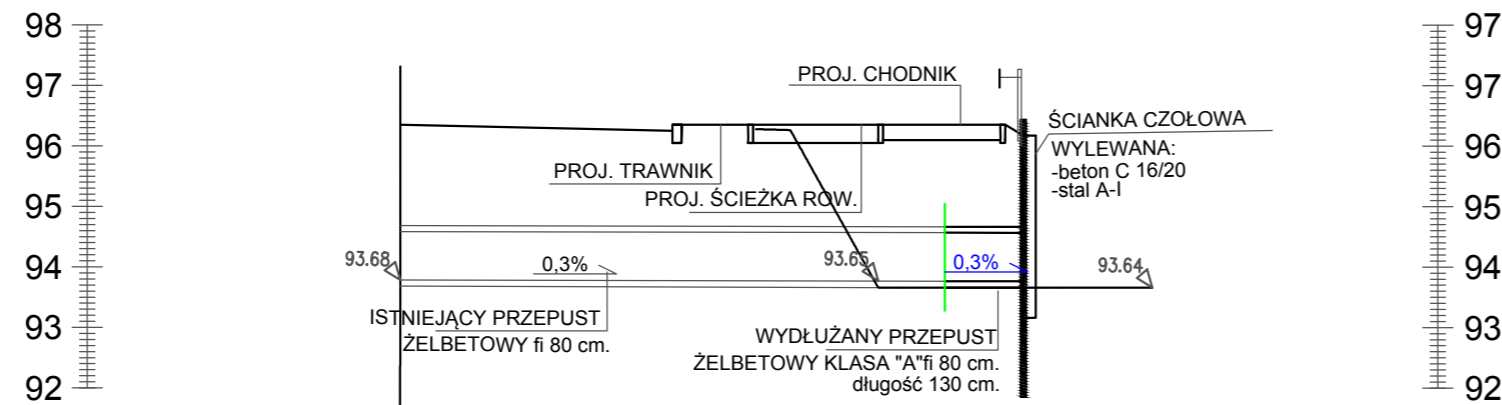 98
97
96
95
94
93
92
PROJ. CHODNIK
PROJ. TRAWNIK
PROJ. ŚCIEŻKA ROW.
ŚCIANKA CZOŁOWA
WYLEWANA:
-beton C 16/20
-stal A-I
93.68
0,3%
93.65
0,3%
93.64
ISTNIEJĄCY PRZEPUST
ŻELBETOWY fi 80 cm.
WYDŁUŻANY PRZEPUST
ŻELBETOWY KLASA "A"fi 80 cm.
długość 130 cm.
97
97
96
95
94
93
92